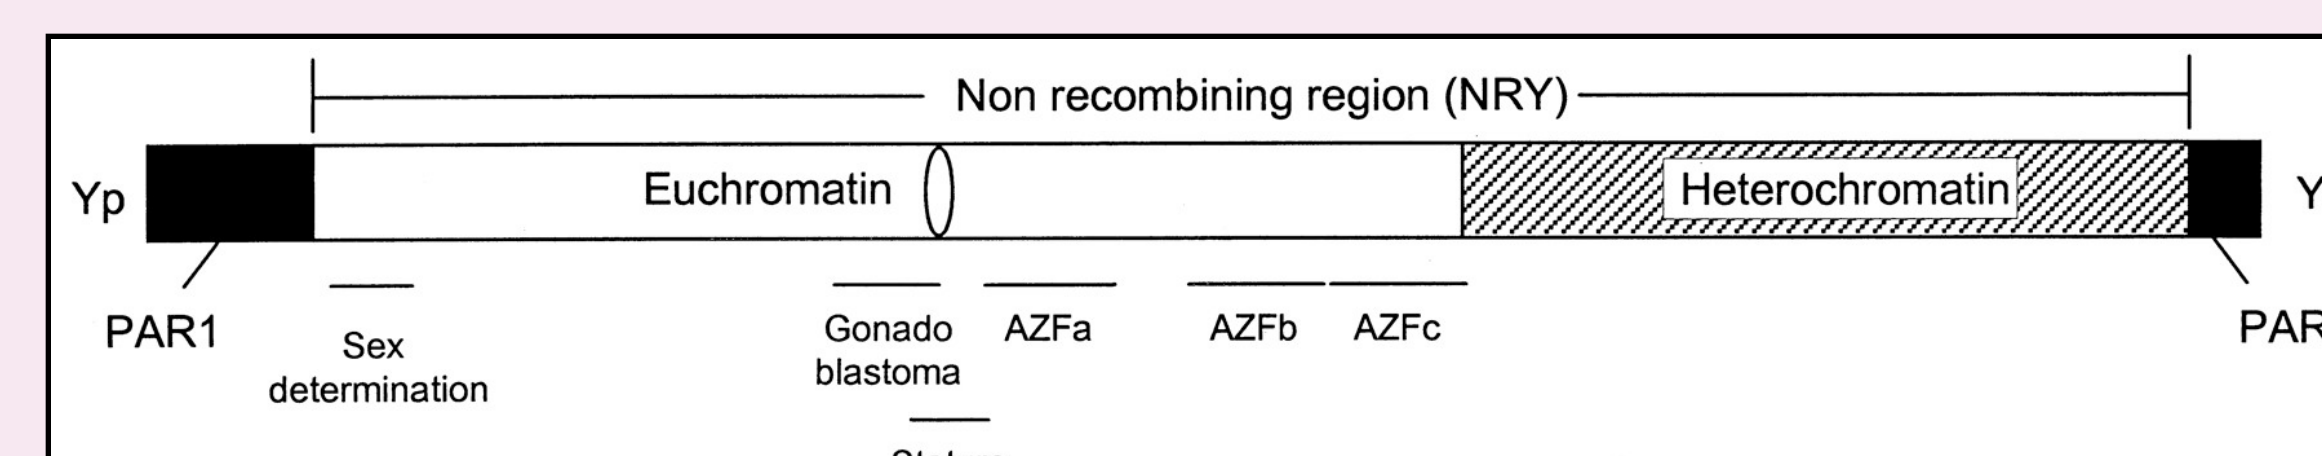 Non recombining region (NRY)
Yp
Euchromatin
Heterochromatin
PAR1
Sex
determination
Gonado
blastoma
AZFa
AZFb
AZFc